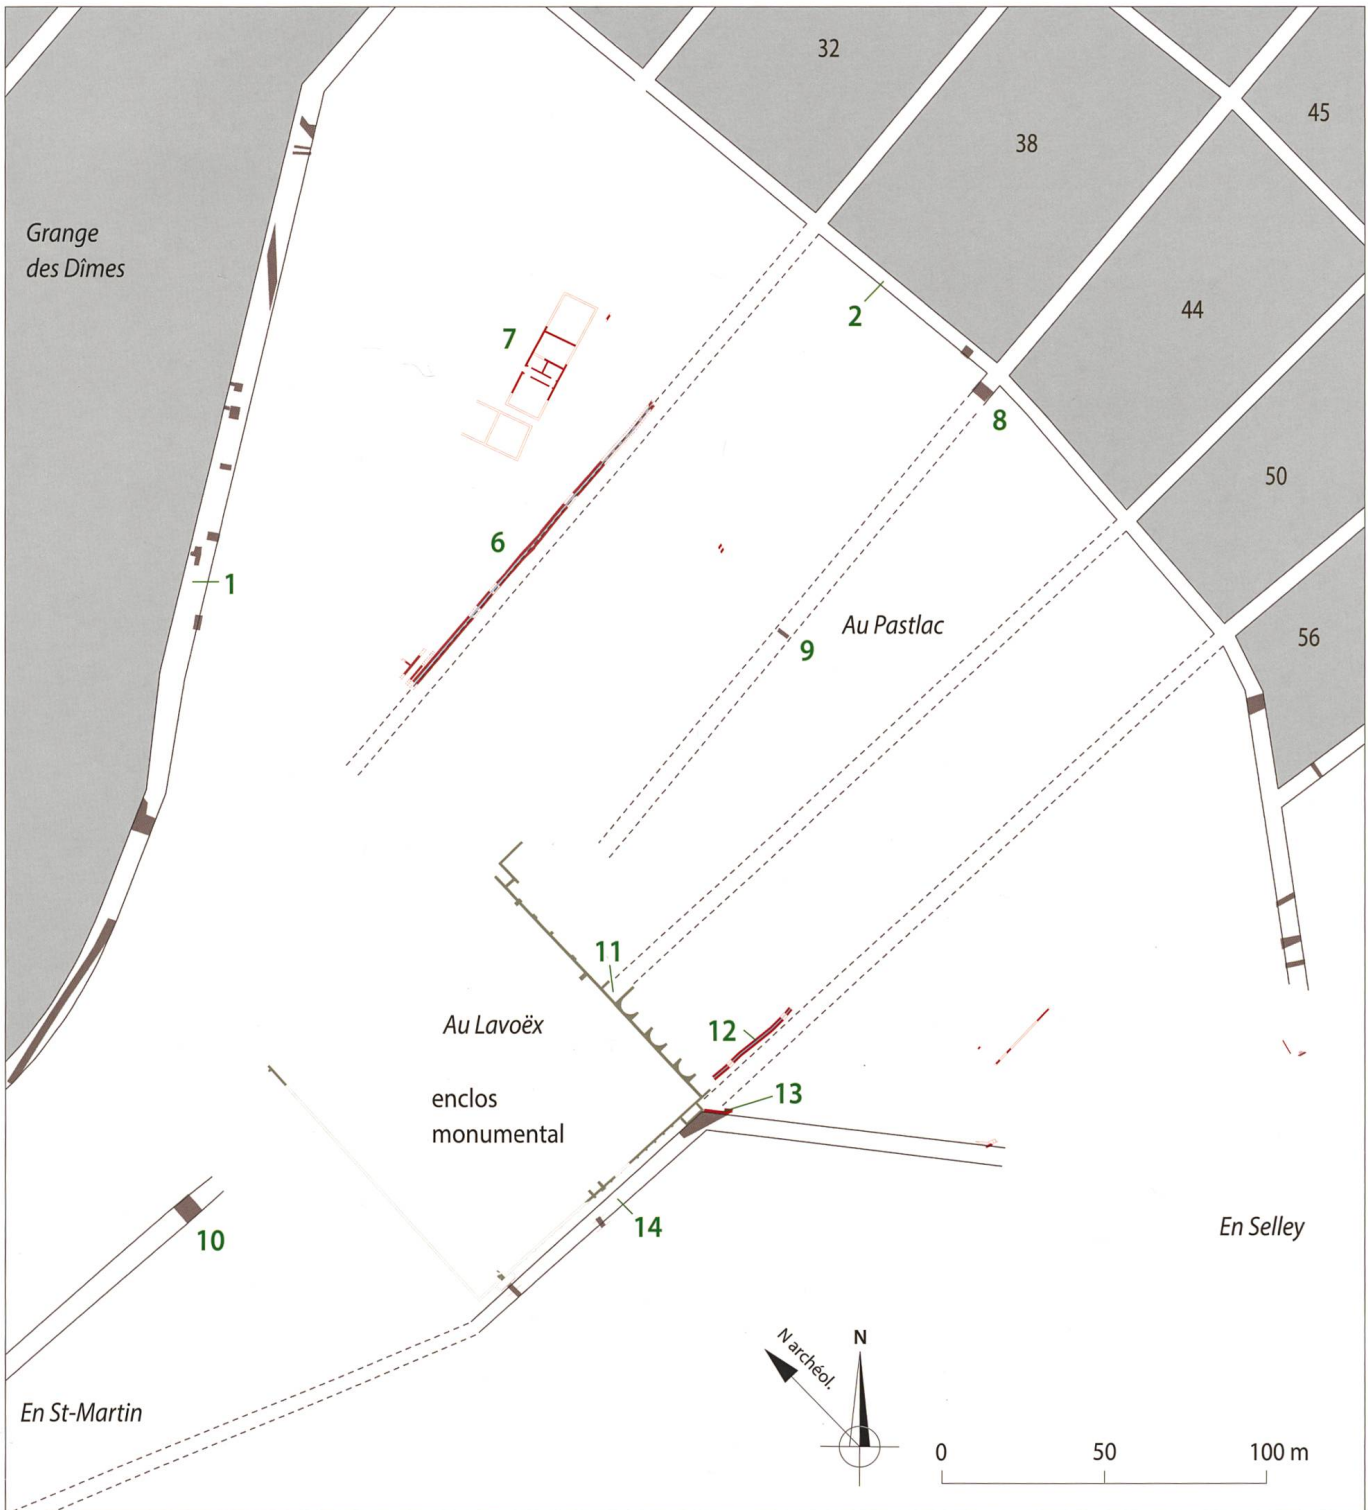 32
45
38
Grange
des Dîmes
44
2
7
8
50
6
1
Au Pastlac
56
9
11
Au Lavoëx
12
13
enclos
monumental
14
10
En Selley
N archéol.
N
En St-Martin
0 50 100 m